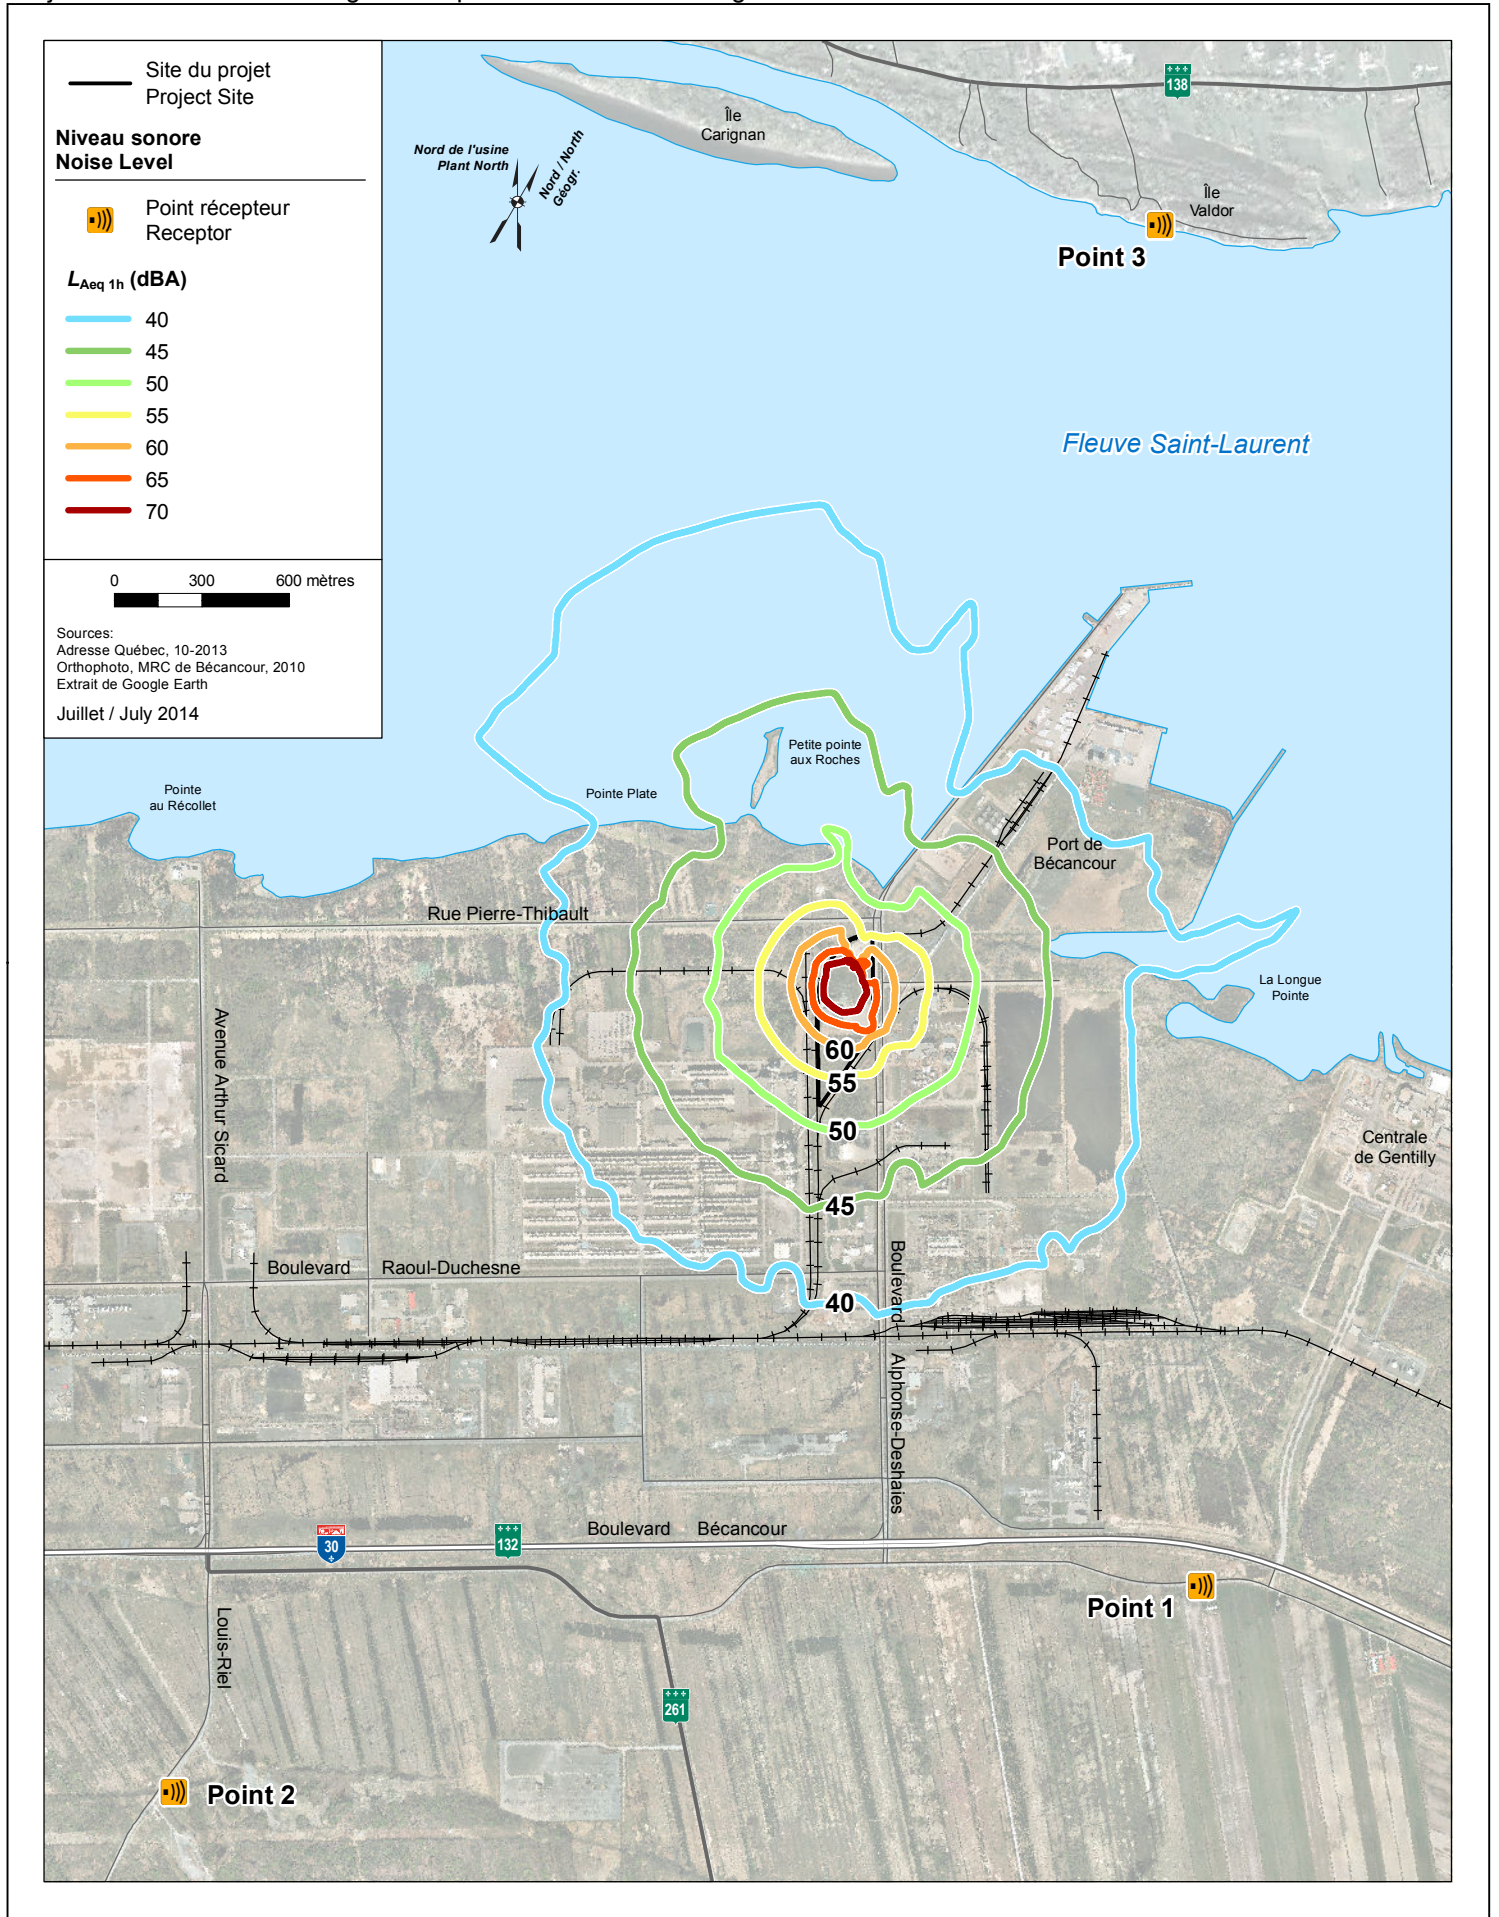 Site du projet
Project Site
Niveau sonore
Noise Level
Point récepteur
Receptor
LAeq 1h (dBA)
40
45
50
55
60
65
70
0 300 600 mètres
Sources:
Adresse Québec, 10-2013
Orthophoto, MRC de Bécancour, 2010
Extrait de Google Earth
Juillet / July 2014
Nord de l'usine
Plant North
Nord / North
Géogr.
Île
Carignan
138
Île
Valdor
Point 3
Fleuve Saint-Laurent
Petite pointe
aux Roches
Pointe Plate
Pointe
au Récollet
Port de
Bécancour
Rue Pierre-Thibault
La Longue
Pointe
Avenue Arthur Sicard
60
55
50
45
40
Centrale
de Gentilly
Boulevard Raoul-Duchesne
Boulevard Alphonse-Deshaies
Boulevard Bécancour
30
132
Point 1
Louis-Riel
261
Point 2